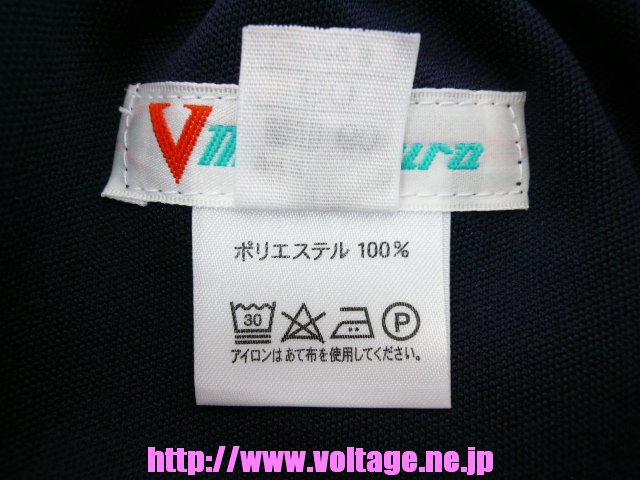 V
ポリエステル 100%
30 P
アイロンはあて布を使用してください。
http://www.voltage.ne.jp